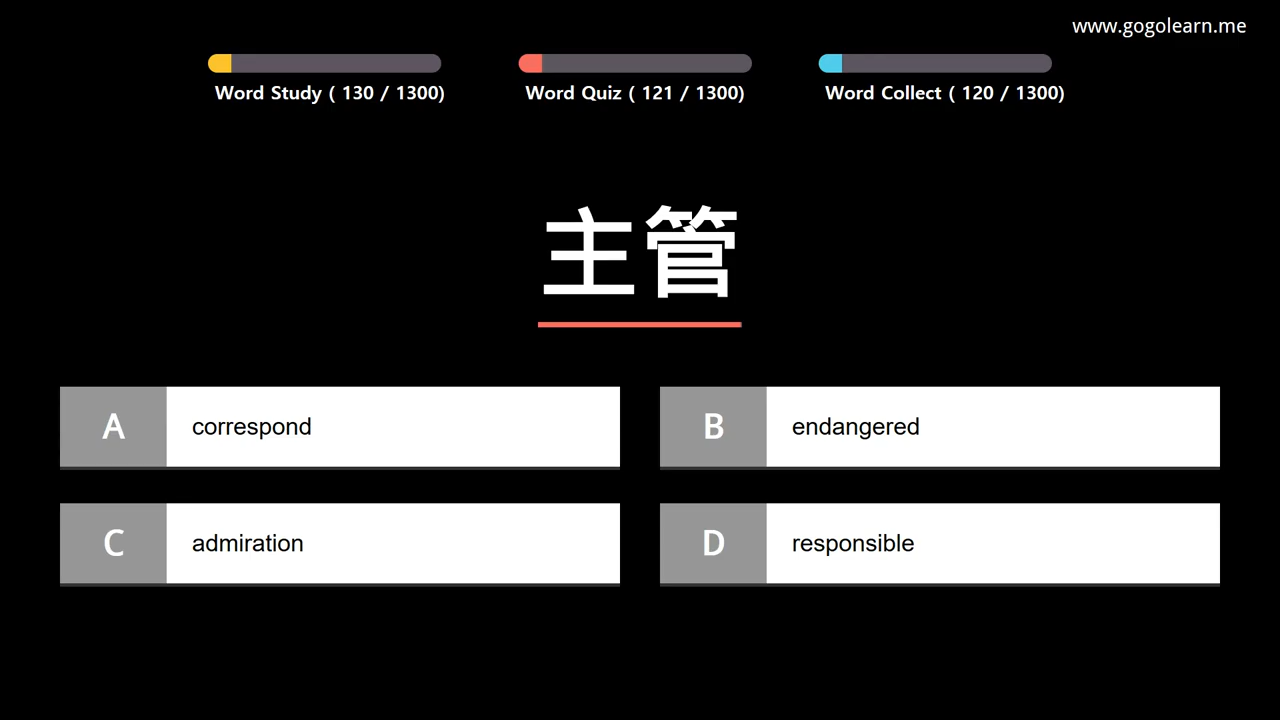 www.gogolearn.me
Word Study ( 130 / 1300)
Word Quiz ( 121 / 1300)
Word Collect ( 120 / 1300)
主管
A correspond
B endangered
C admiration
D responsible